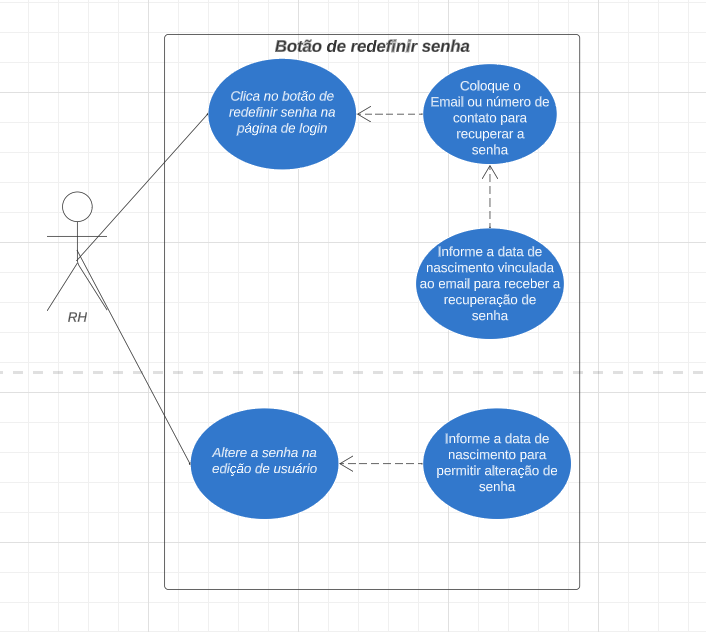 Botão de redefinir senha
Clica no botão de
redefinir senha na
página de login
Coloque o
Email ou número de
contato para
recuperar a
senha
Informe a data de
nascimento vinculada
ao email para receber a
recuperação de
senha
RH
Altere a senha na
edição de usuário
Informe a data de
nascimento para
permitir alteração de
senha